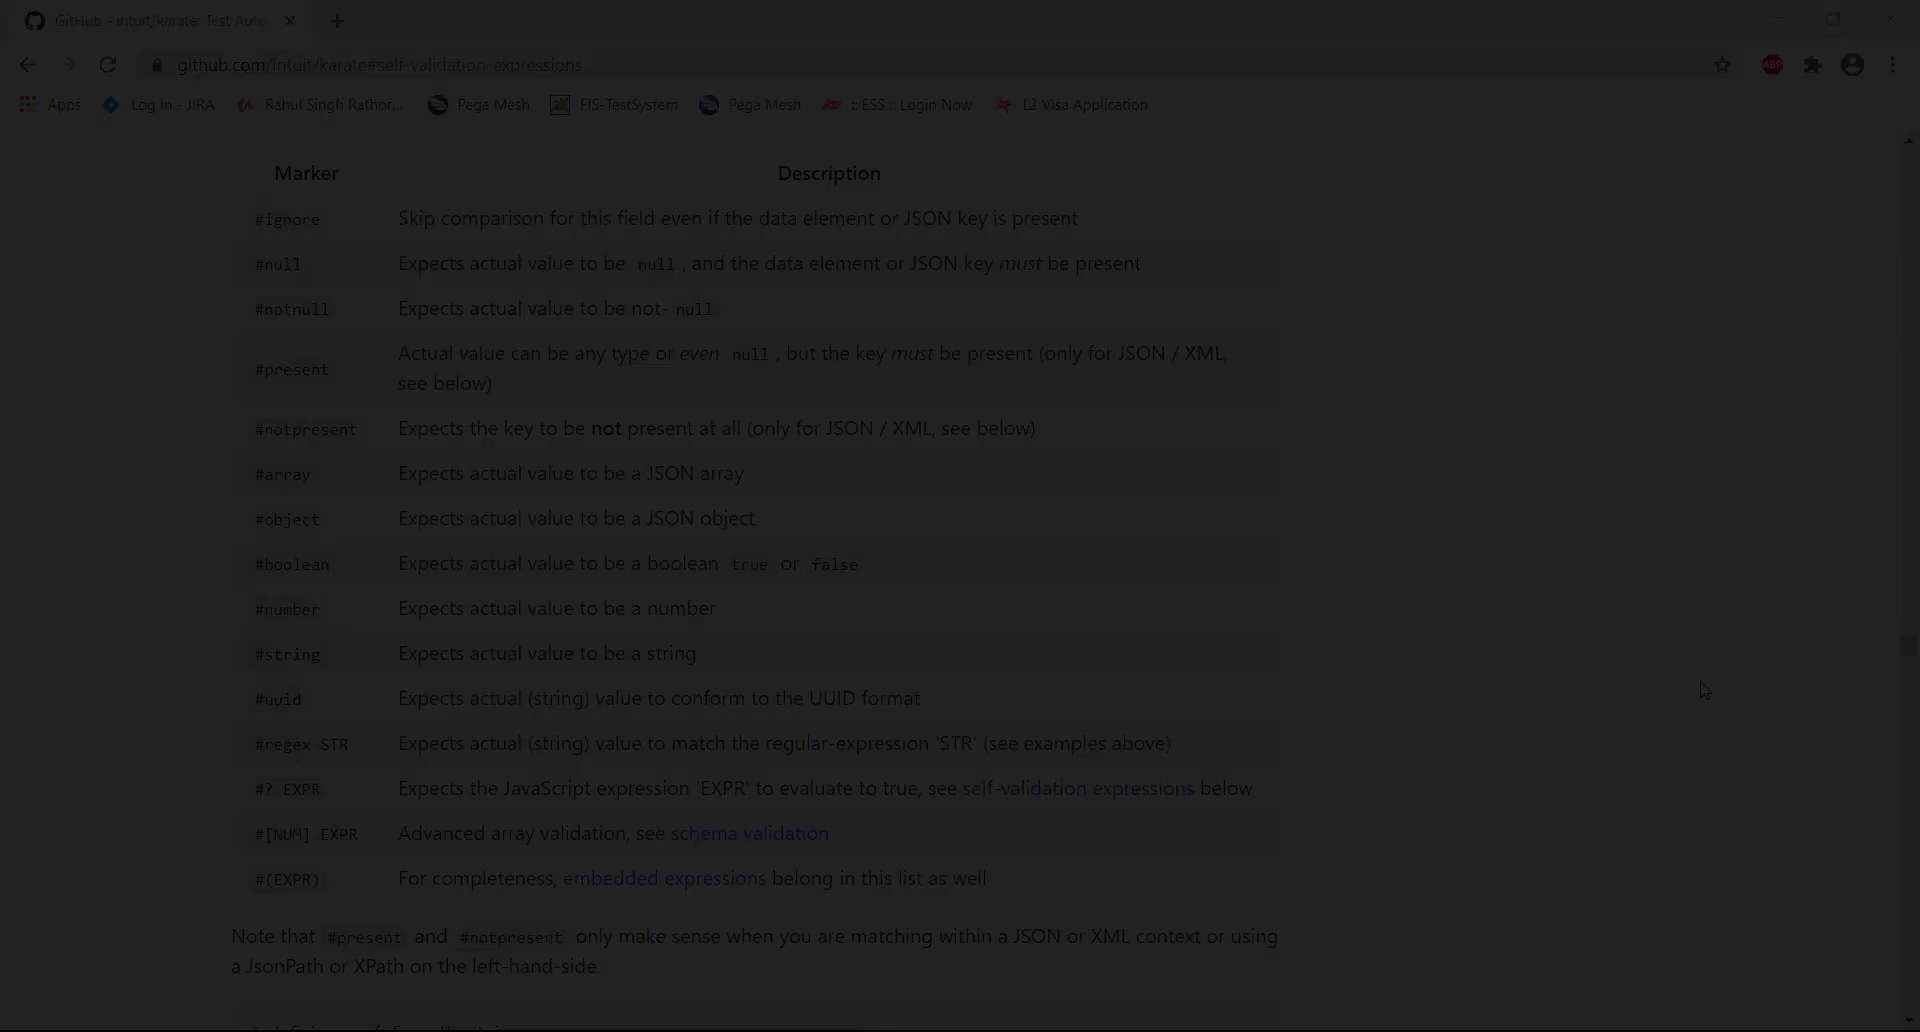 GitHub - intuit/karate: Test Auto
github.com/intuit/karate#self-validation-expressions
Apps Log in - JIRA Rahul Singh Rathor... Pega Mesh EIS-TestSystem Pega Mesh :: ESS :: Login Now L2 Visa Application
Marker Description
#ignore Skip comparison for this field even if the data element or JSON key is present
#null Expects actual value to be null, and the data element or JSON key must be present
#notnull Expects actual value to be not-null
#present Actual value can be any type or even null, but the key must be present (only for JSON / XML,
see below)
#notpresent Expects the key to be not present at all (only for JSON / XML, see below)
#array Expects actual value to be a JSON array
#object Expects actual value to be a JSON object
#boolean Expects actual value to be a boolean true or false
#number Expects actual value to be a number
#string Expects actual value to be a string
#uuid Expects actual (string) value to conform to the UUID format
#regex STR Expects actual (string) value to match the regular-expression 'STR' (see examples above)
#? EXPR Expects the JavaScript expression 'EXPR' to evaluate to true, see self-validation expressions below
#[NUM] EXPR Advanced array validation, see schema validation
#(EXPR) For completeness, embedded expressions belong in this list as well
Note that #present and #notpresent only make sense when you are matching within a JSON or XML context or using
a JsonPath or XPath on the left-hand-side.